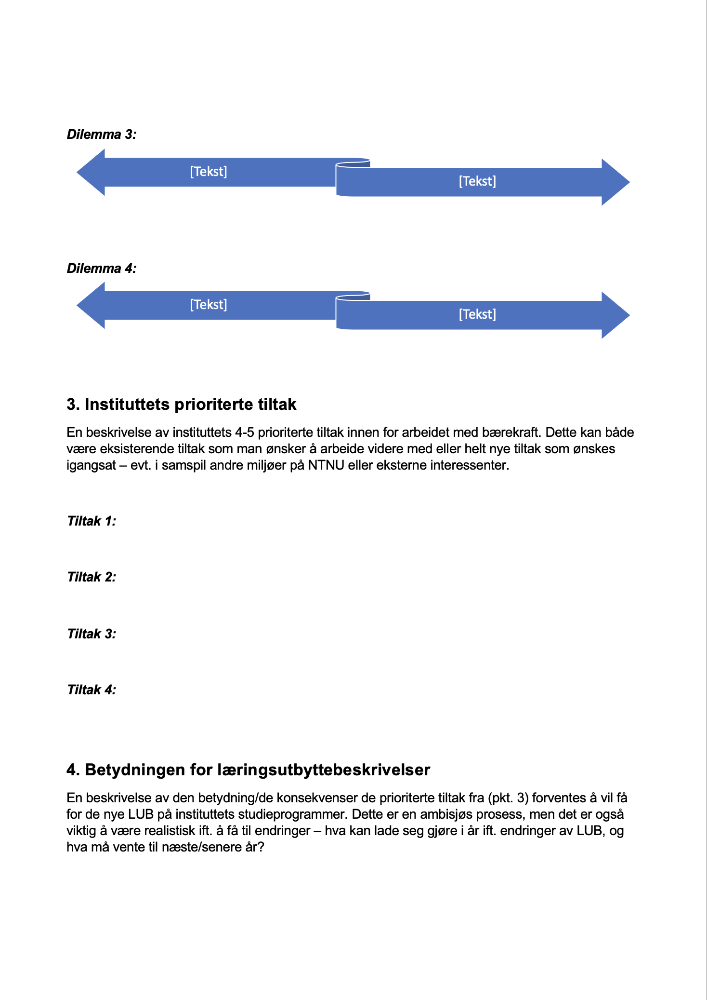 Dilemma 3:
[Tekst]
[Tekst]
Dilemma 4:
[Tekst]
[Tekst]
3. Instituttets prioriterte tiltak
En beskrivelse av instituttets 4-5 prioriterte tiltak innen for arbeidet med bærekraft. Dette kan både
være eksisterende tiltak som man ønsker å arbeide videre med eller helt nye tiltak som ønskes
igangsat – evt. i samspil andre miljøer på NTNU eller eksterne interessenter.
Tiltak 1:
Tiltak 2:
Tiltak 3:
Tiltak 4:
4. Betydningen for læringsutbyttebeskrivelser
En beskrivelse av den betydning/de konsekvenser de prioriterte tiltak fra (pkt. 3) forventes å vil få
for de nye LUB på instituttets studieprogrammer. Dette er en ambisjøs prosess, men det er også
viktig å være realistisk ift. å få til endringer – hva kan lade seg gjøre i år ift. endringer av LUB, og
hva må vente til næste/senere år?